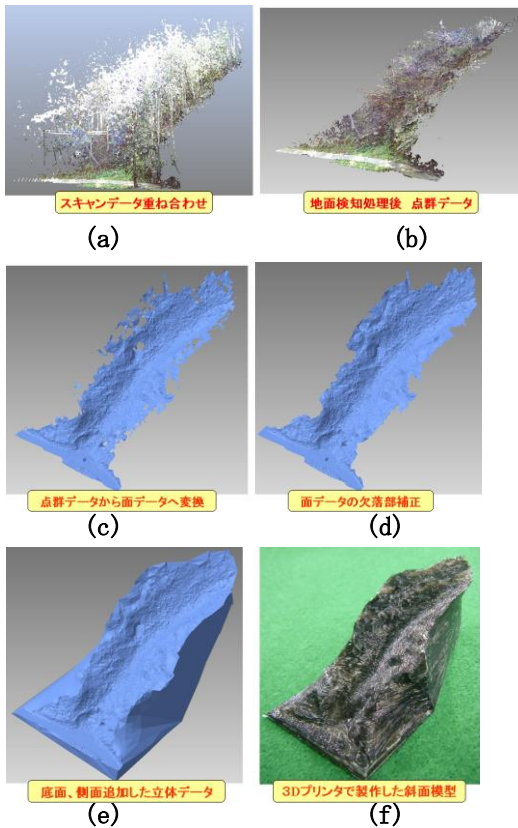 スキャンデータ重ね合わせ
地面検知処理後 点群データ
(a)
(b)
点群データから面データへ変換
面データの欠落部補正
(c)
(d)
底面、側面追加した立体データ
3Dプリンタで製作した斜面模型
(e)
(f)